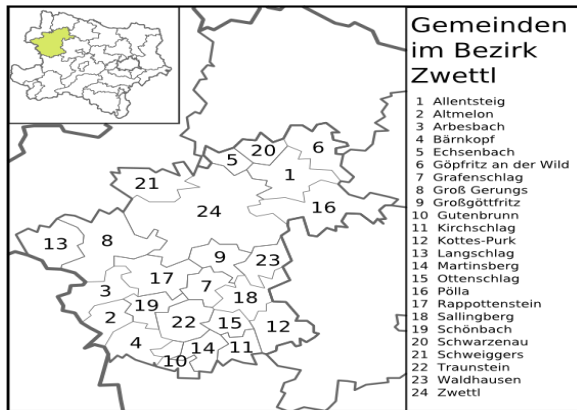 Gemeinden
im Bezirk
Zwettl
1 Allentsteig
2 Altmelon
3 Arbesbach
4 Bärnkopf
5 Echsenbach
6 Göpfritz an der Wild
7 Grafenschlag
8 Groß Gerungs
9 Großgöttfritz
10 Gutenbrunn
11 Kirchschlag
12 Kottes-Purk
13 Langschlag
14 Martinsberg
15 Ottenschlag
16 Pölla
17 Rappottenstein
18 Sallingberg
19 Schönbach
20 Schwarzenau
21 Schweiggers
22 Traunstein
23 Waldhausen
24 Zwettl
6
20
5
1
21
16
24
13
8
9
23
17
3
7
18
19
2
22
15
12
4
14
11
10